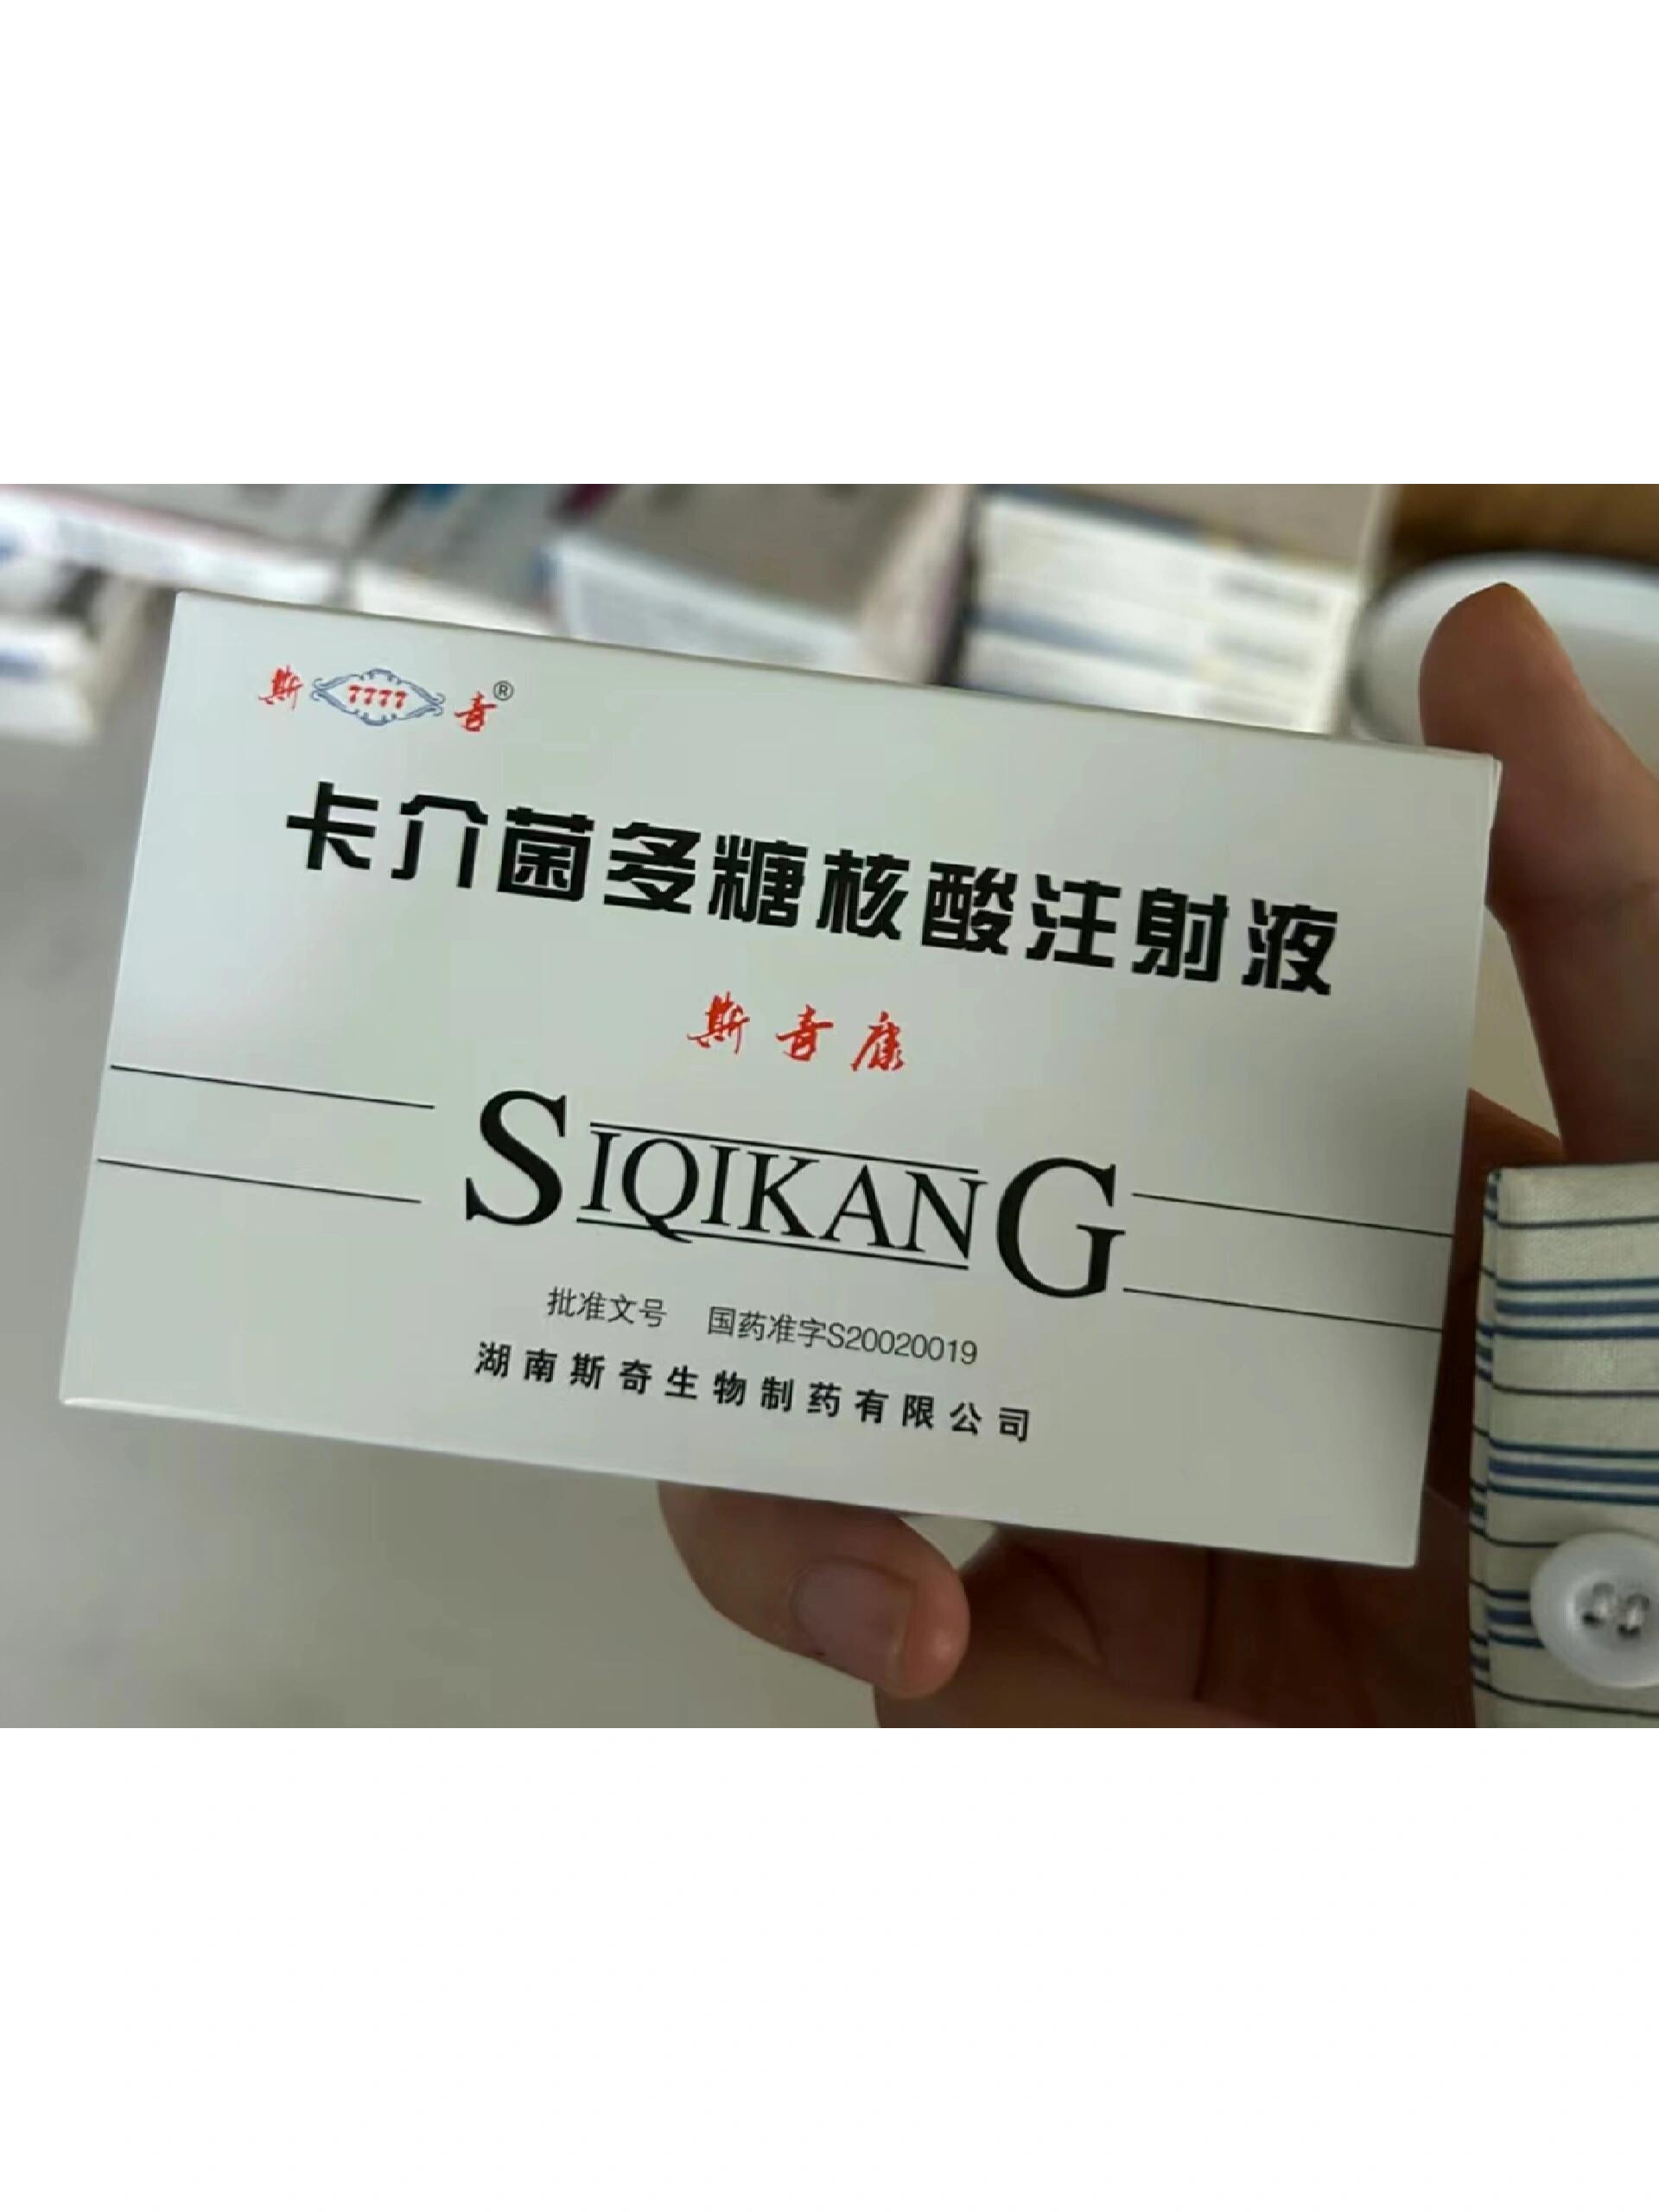 斯 7777 奇®
卡介菌多糖核酸注射液
斯奇康
SIQIKANG
批准文号 国药准字S20020019
湖南斯奇生物制药有限公司